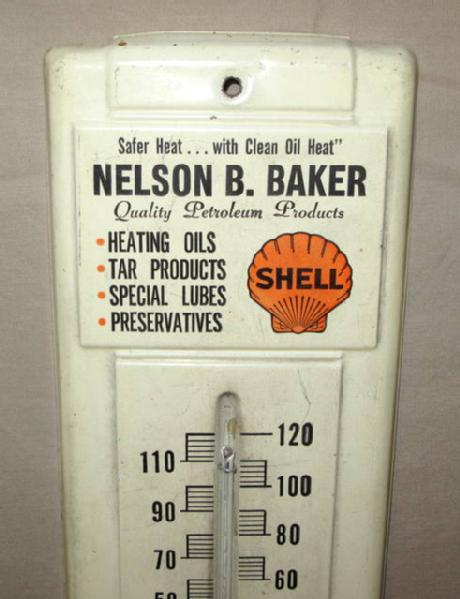 Safer Heat . . . with Clean Oil Heat"
NELSON B. BAKER
Quality Petroleum Products
• HEATING OILS
• TAR PRODUCTS
• SPECIAL LUBES
• PRESERVATIVES
SHELL
120
110
100
90
80
70
60
50